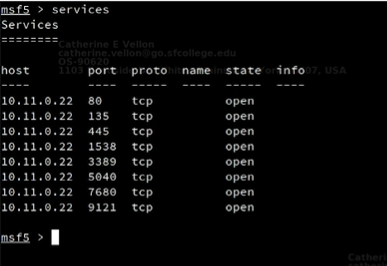 msf5 > services
Services
========
Catherine E Vellon
catherine.vellon@go.sfcollege.edu
OS-90620
host port proto name state info
1103 USA
---- ---- ----- ---- ----- ----
10.11.0.22 80 tcp open
10.11.0.22 135 tcp open
10.11.0.22 445 tcp open
10.11.0.22 1538 tcp open
10.11.0.22 3389 tcp open
10.11.0.22 5040 tcp open
10.11.0.22 7680 tcp open
10.11.0.22 9121 tcp open
msf5 >